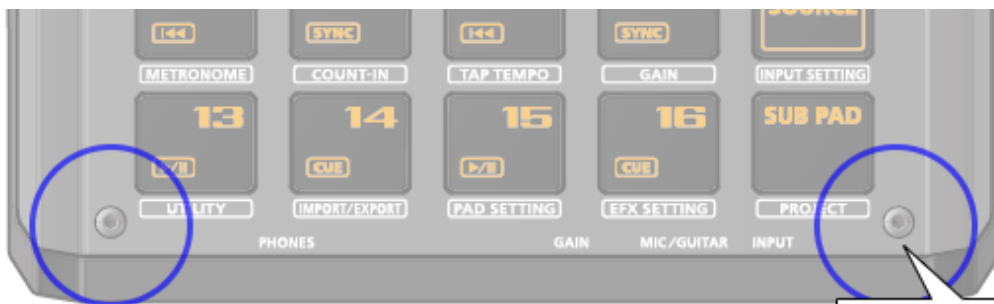 SOURCE
SYNC
SYNC
METRONOME COUNT-IN TAP TEMPO GAIN INPUT SETTING
13 14 15 16 SUB PAD
CUE CUE
UTILITY IMPORT/EXPORT PAD SETTING EFX SETTING PROJECT
PHONES GAIN MIC/GUITAR INPUT